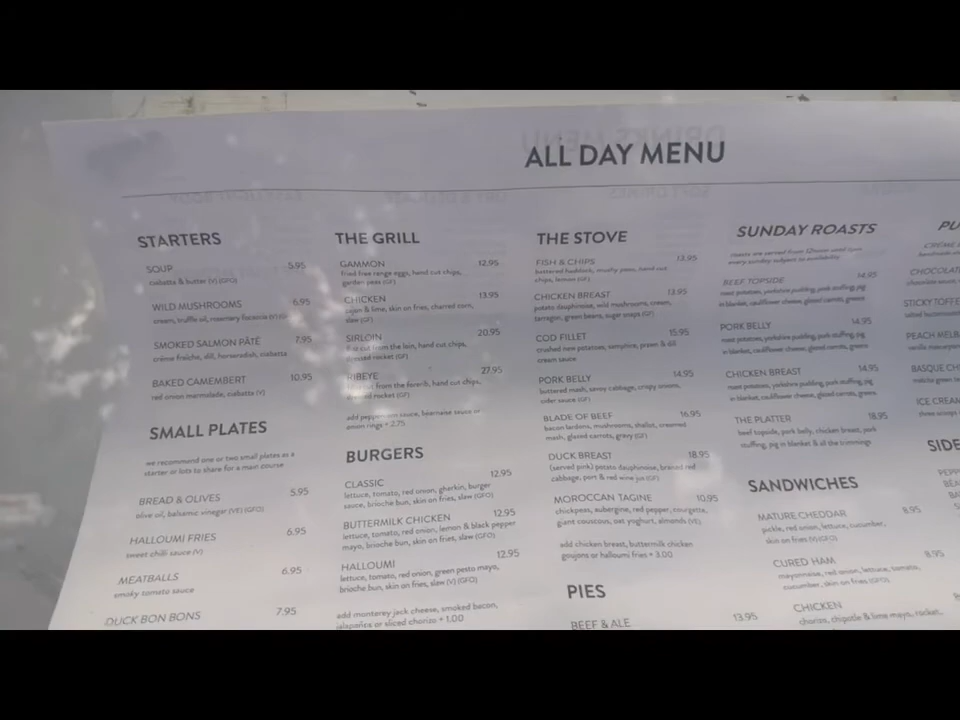 ALL DAY MENU
STARTERS
SOUP 5.95
ciabatta & butter (V) (GFO)
WILD MUSHROOMS 6.95
cream, truffle oil, rosemary focaccia (V)
SMOKED SALMON PÂTÉ 7.95
crème fraîche, dill, horseradish, ciabatta
BAKED CAMEMBERT 10.95
red onion marmalade, ciabatta (V)
SMALL PLATES
we recommend one or two small plates as a
starter or lots to share for a main course
BREAD & OLIVES 5.95
olive oil, balsamic vinegar (VE) (GFO)
HALLOUMI FRIES 6.95
sweet chilli sauce (V)
MEATBALLS 6.95
smoky tomato sauce
DUCK BON BONS 7.95
THE GRILL
GAMMON 12.95
fried free range eggs, hand cut chips,
garden peas (GF)
CHICKEN 13.95
cajun & lime, skin on fries, charred corn,
slaw (GF)
SIRLOIN 20.95
cut from the loin, hand cut chips,
rocket (GF)
RIBEYE 27.95
from the forerib, hand cut chips,
rocket (GF)
add peppercorn sauce, bearnaise sauce or
onion rings + 2.75
BURGERS
CLASSIC 12.95
lettuce, tomato, red onion, gherkin, burger
sauce, brioche bun, skin on fries, slaw (GFO)
BUTTERMILK CHICKEN 12.95
lettuce, tomato, red onion, lemon & black pepper
mayo, brioche bun, skin on fries, slaw (GFO)
HALLOUMI 12.95
lettuce, tomato, red onion, green pesto mayo,
brioche bun, skin on fries, slaw (V) (GFO)
add monterey jack cheese, smoked bacon,
jalapeños or sliced chorizo + 1.00
THE STOVE
FISH & CHIPS 13.95
battered haddock, mushy peas, hand cut
chips, lemon (GF)
CHICKEN BREAST 13.95
potato dauphinoise, wild mushrooms, cream,
tarragon, green beans, sugar snaps (GF)
COD FILLET 15.95
crushed new potatoes, samphire, prawn & dill
cream sauce
PORK BELLY 14.95
buttered mash, savoy cabbage, crispy onions,
cider sauce (GF)
BLADE OF BEEF 16.95
bacon lardons, mushrooms, shallot, creamed
mash, glazed carrots, gravy (GF)
DUCK BREAST 18.95
(served pink) potato dauphinoise, braised red
cabbage, port & red wine jus (GF)
MOROCCAN TAGINE 10.95
chickpeas, aubergine, red pepper, courgette,
giant couscous, oat yoghurt, almonds (VE)
add chicken breast, buttermilk chicken
goujons or halloumi fries + 3.00
PIES
BEEF & ALE 13.95
SUNDAY ROASTS
roasts are served from 12noon until 6pm
every sunday subject to availability
BEEF TOPSIDE 14.95
roast potatoes, yorkshire pudding, pork stuffing, pig
in blanket, cauliflower cheese, glazed carrots, greens
PORK BELLY 14.95
roast potatoes, yorkshire pudding, pork stuffing, pig
in blanket, cauliflower cheese, glazed carrots, greens
CHICKEN BREAST 14.95
roast potatoes, yorkshire pudding, pork stuffing, pig
in blanket, cauliflower cheese, glazed carrots, greens
THE PLATTER 18.95
beef topside, pork belly, chicken breast, pork
stuffing, pig in blanket & all the trimmings
SANDWICHES
MATURE CHEDDAR 8.95
pickle, red onion, lettuce, cucumber,
skin on fries (V) (GFO)
CURED HAM 8.95
mayonnaise, red onion, lettuce, tomato,
cucumber, skin on fries (GFO)
CHICKEN
chorizo, chipotle & lime mayo, rocket,
PU
CRÈME
CHOCOLAT
STICKY TOFFE
PEACH MELBA
BASQUE CH
matcha green
ICE CREAM
SIDE